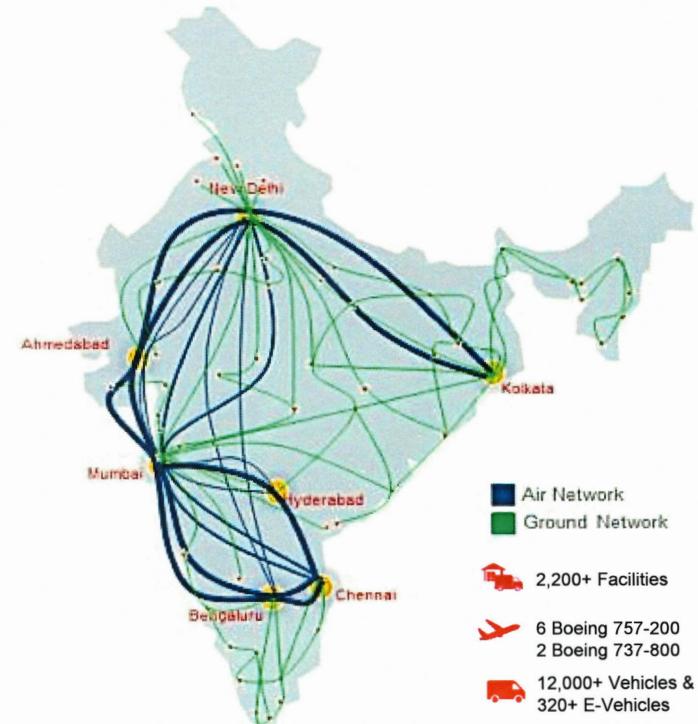 New Delhi
Ahmedabad
Kolkata
Mumbai
Hyderabad
Air Network
Ground Network
2,200+ Facilities
Chennai
Bengaluru
6 Boeing 757-200
2 Boeing 737-800
12,000+ Vehicles &
320+ E-Vehicles